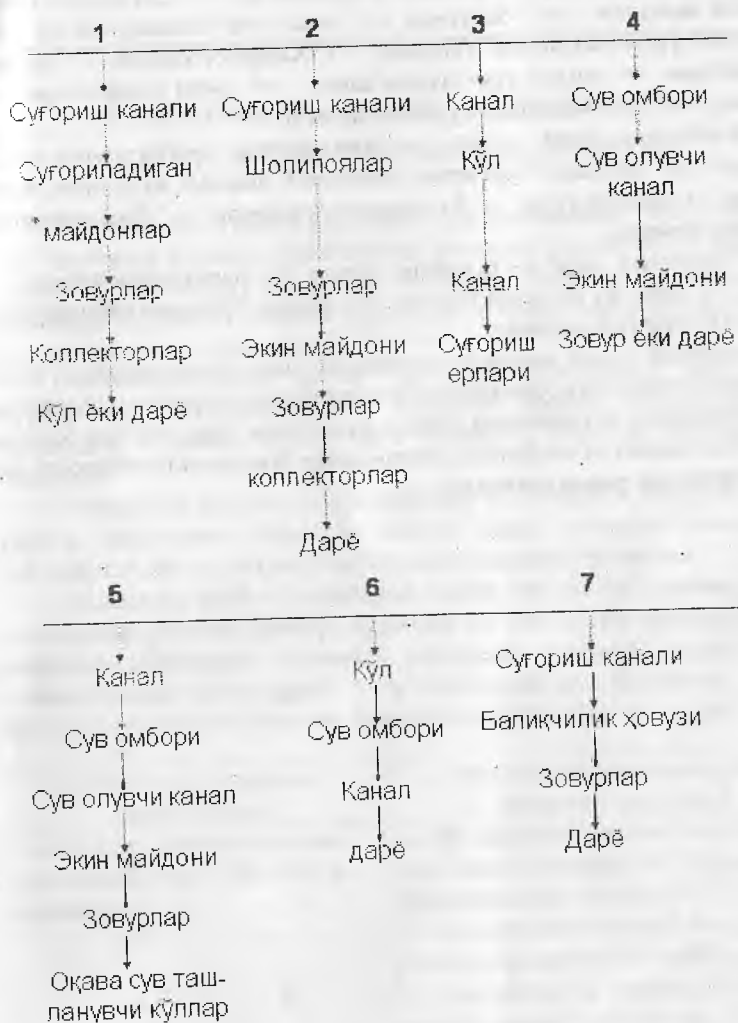 1 2 3 4
Суғориш канали Суғориш канали Канал Сув омбори
Суғориладиган Шолипоялар Кўл Сув олувчи
канал
майдонлар
Зовурлар Зовурлар Канал Экин майдони
Коллекторлар Экин майдони Суғориш Зовур ёки дарё
ерлари
Кўл ёки дарё Зовурлар
коллекторлар
Дарё
5 6 7
Канал Кўл Суғориш канали
Сув омбори Сув омбори Балиқчилик ҳовузи
Сув олувчи канал Канал Зовурлар
Экин майдони дарё Дарё
Зовурлар
Оқава сув таш-
ланувчи кўллар